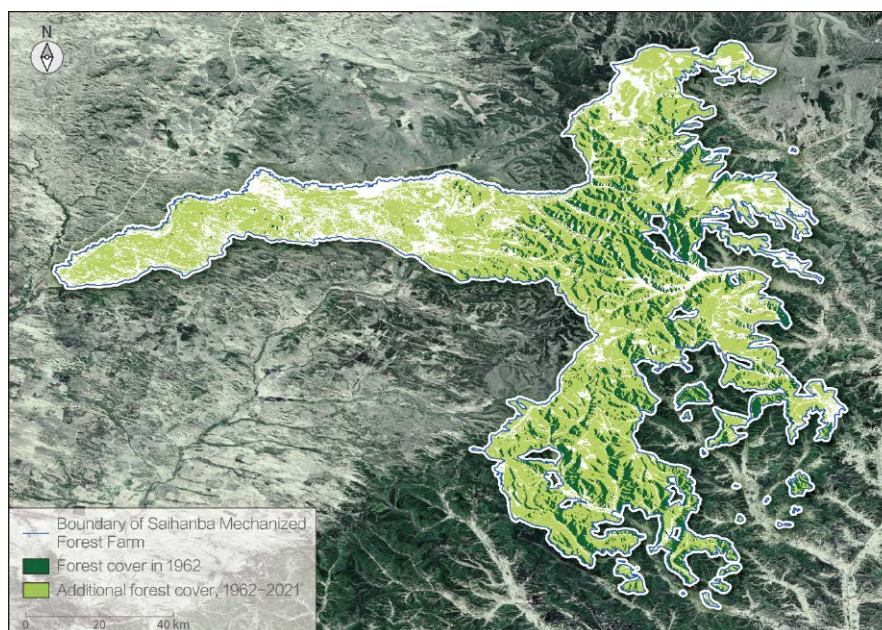 N
Boundary of Saihanba Mechanized
Forest Farm
Forest cover in 1962
Additional forest cover, 1962–2021
0 20 40 km